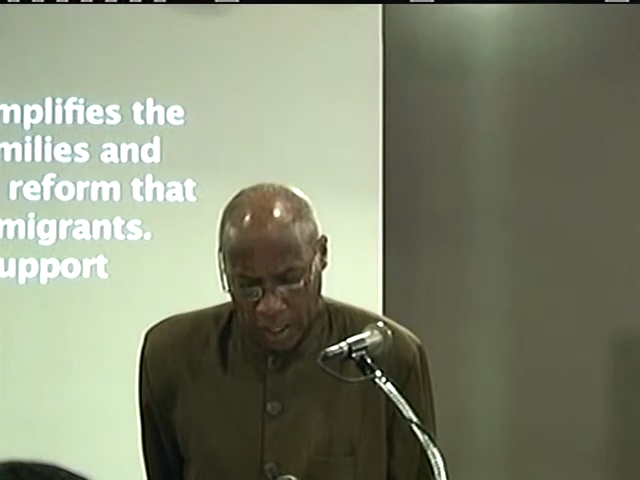 mplifies the
milies and
reform that
migrants.
upport